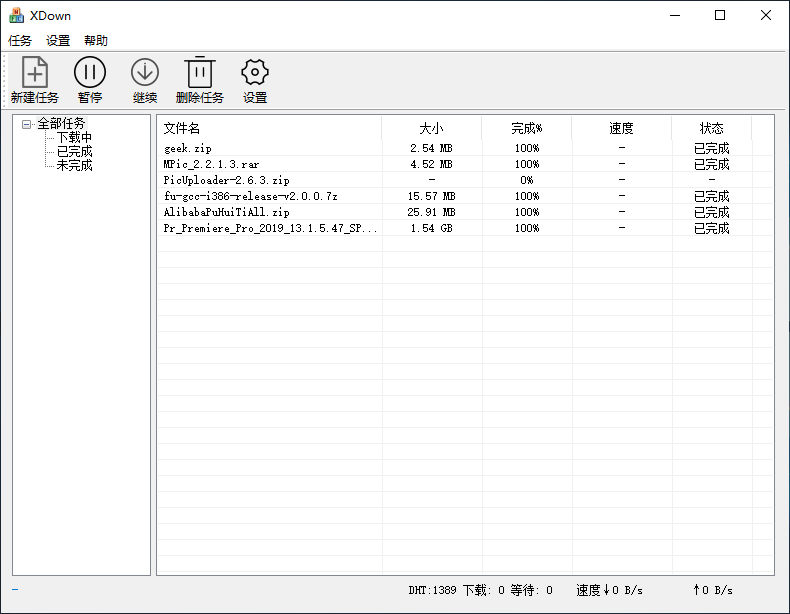 XDown
任务 设置 帮助
新建任务 暂停 继续 删除任务 设置
全部任务
下载中
已完成
未完成
文件名 大小 完成% 速度 状态
geek.zip 2.54 MB 100% - 已完成
MPic_2.2.1.3.rar 4.52 MB 100% - 已完成
PicUploader-2.6.3.zip - 0% - -
fu-gcc-i386-release-v2.0.0.7z 15.57 MB 100% - 已完成
AlibabaPuHuiTiAll.zip 25.91 MB 100% - 已完成
Pr_Premiere_Pro_2019_13.1.5.47_SP... 1.54 GB 100% - 已完成
- DHT:1389 下载: 0 等待: 0 速度↓0 B/s ↑0 B/s